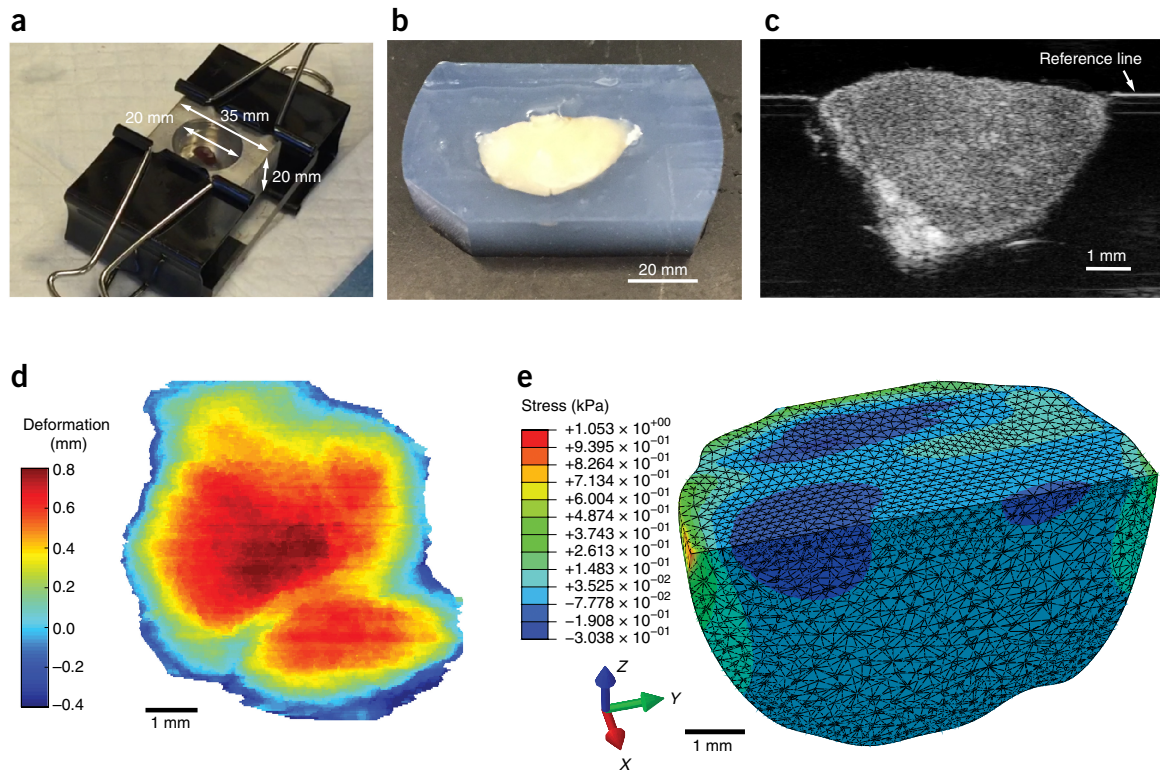 a
20 mm
35 mm
20 mm
b
20 mm
c
Reference line
1 mm
d
Deformation
(mm)
0.8
0.6
0.4
0.2
0.0
−0.2
−0.4
1 mm
e
Stress (kPa)
+1.053 × 10+00
+9.395 × 10−01
+8.264 × 10−01
+7.134 × 10−01
+6.004 × 10−01
+4.874 × 10−01
+3.743 × 10−01
+2.613 × 10−01
+1.483 × 10−01
+3.525 × 10−02
−7.778 × 10−02
−1.908 × 10−01
−3.038 × 10−01
Z
Y
X
1 mm